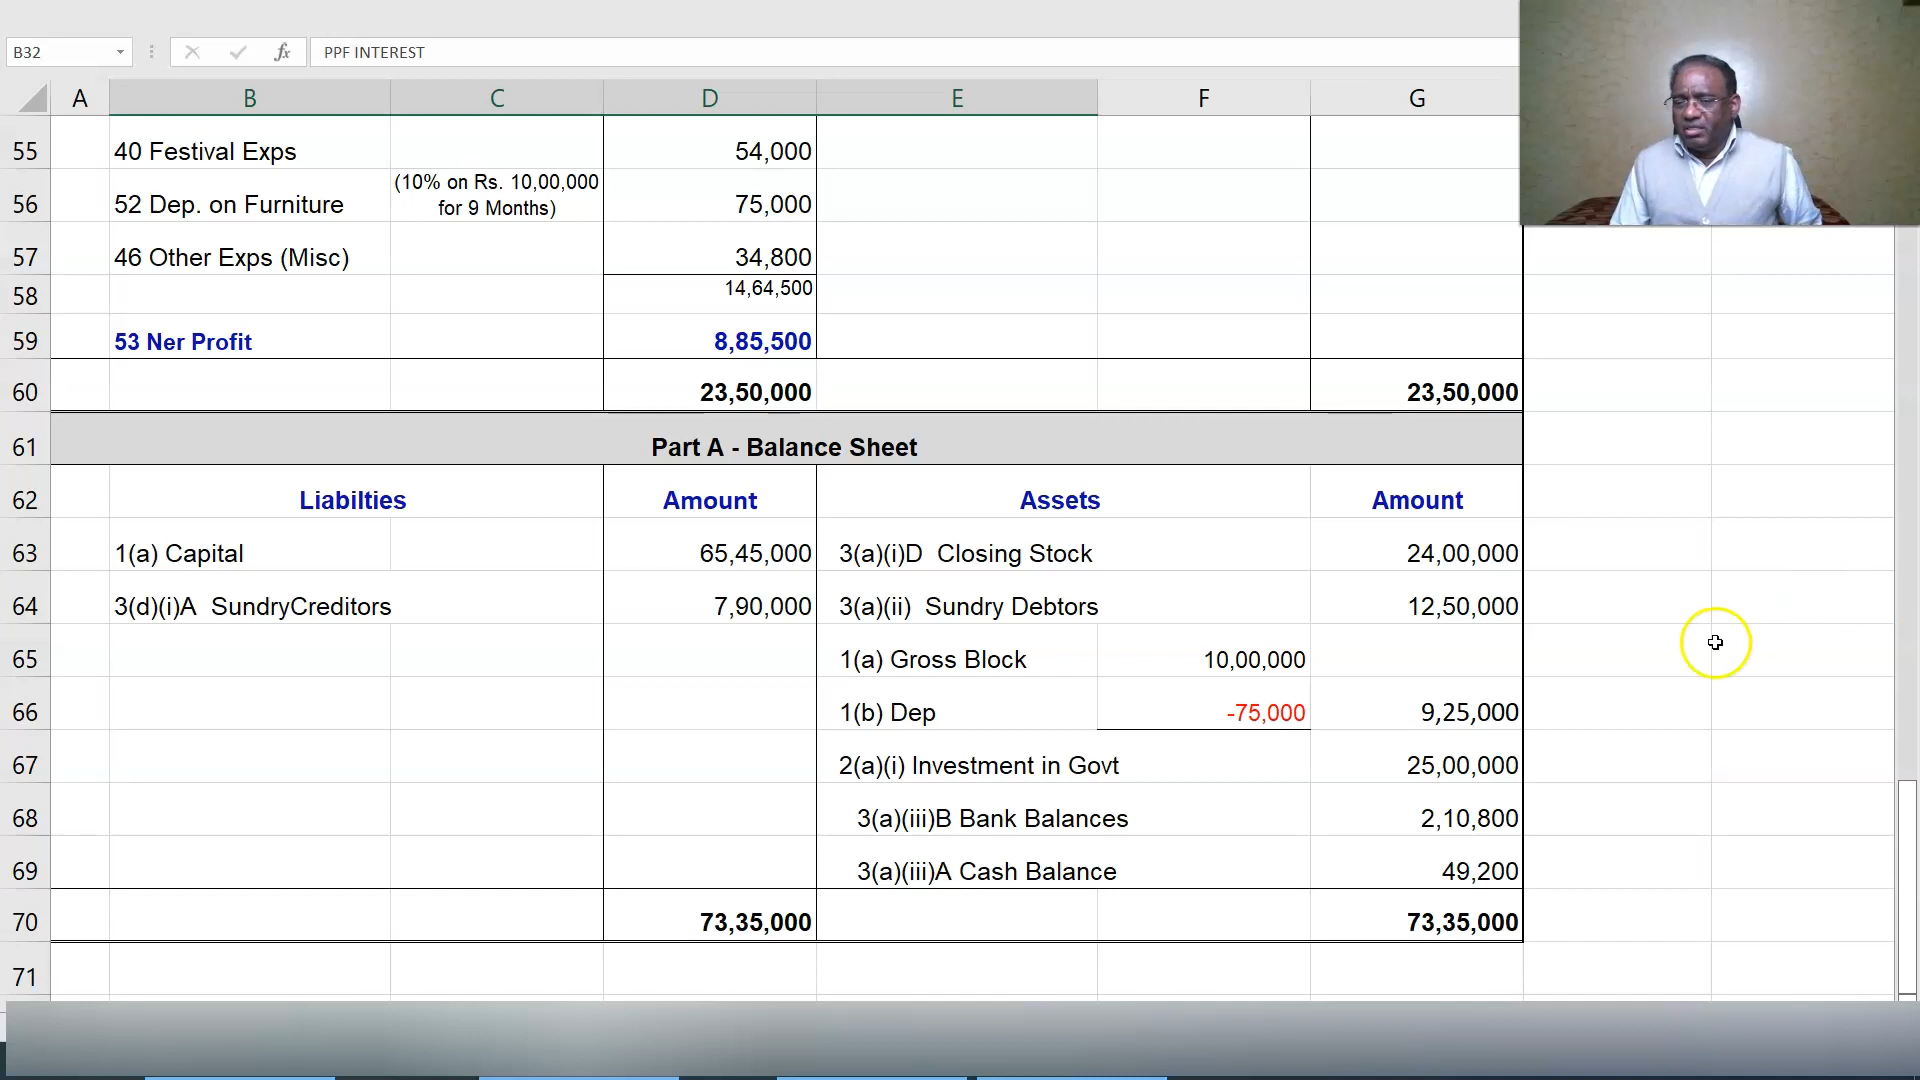 B32 fx PPF INTEREST
A B C D E F G
55 40 Festival Exps 54,000
56 52 Dep. on Furniture (10% on Rs. 10,00,000 for 9 Months) 75,000
57 46 Other Exps (Misc) 34,800
58 14,64,500
59 53 Ner Profit 8,85,500
60 23,50,000 23,50,000
61 Part A - Balance Sheet
62 Liabilties Amount Assets Amount
63 1(a) Capital 65,45,000 3(a)(i)D Closing Stock 24,00,000
64 3(d)(i)A SundryCreditors 7,90,000 3(a)(ii) Sundry Debtors 12,50,000
65 1(a) Gross Block 10,00,000
66 1(b) Dep -75,000 9,25,000
67 2(a)(i) Investment in Govt 25,00,000
68 3(a)(iii)B Bank Balances 2,10,800
69 3(a)(iii)A Cash Balance 49,200
70 73,35,000 73,35,000
71